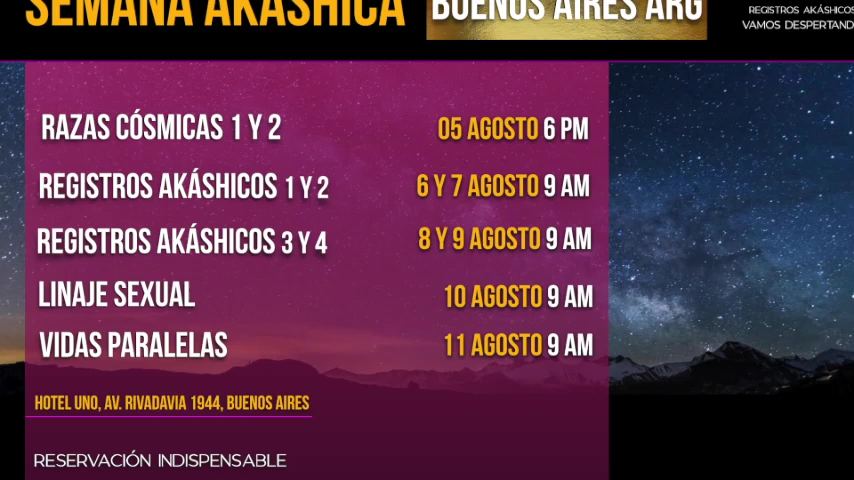 SEMANA AKÁSHICA BUENOS AIRES ARG
REGISTROS AKÁSHICOS
VAMOS DESPERTAND
RAZAS CÓSMICAS 1 Y 2 05 AGOSTO 6 PM
REGISTROS AKÁSHICOS 1 Y 2 6 Y 7 AGOSTO 9 AM
REGISTROS AKÁSHICOS 3 Y 4 8 Y 9 AGOSTO 9 AM
LINAJE SEXUAL 10 AGOSTO 9 AM
VIDAS PARALELAS 11 AGOSTO 9 AM
HOTEL UNO, AV. RIVADAVIA 1944, BUENOS AIRES
RESERVACIÓN INDISPENSABLE